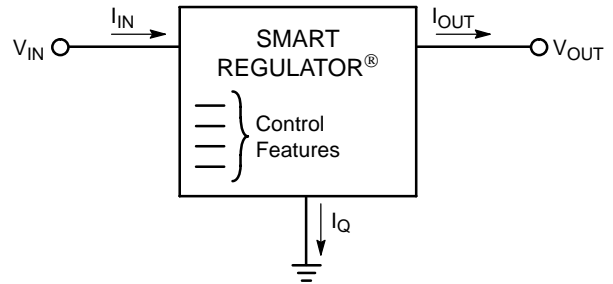 I_IN
I_OUT
V_IN
SMART
REGULATOR®
V_OUT
Control
Features
I_Q